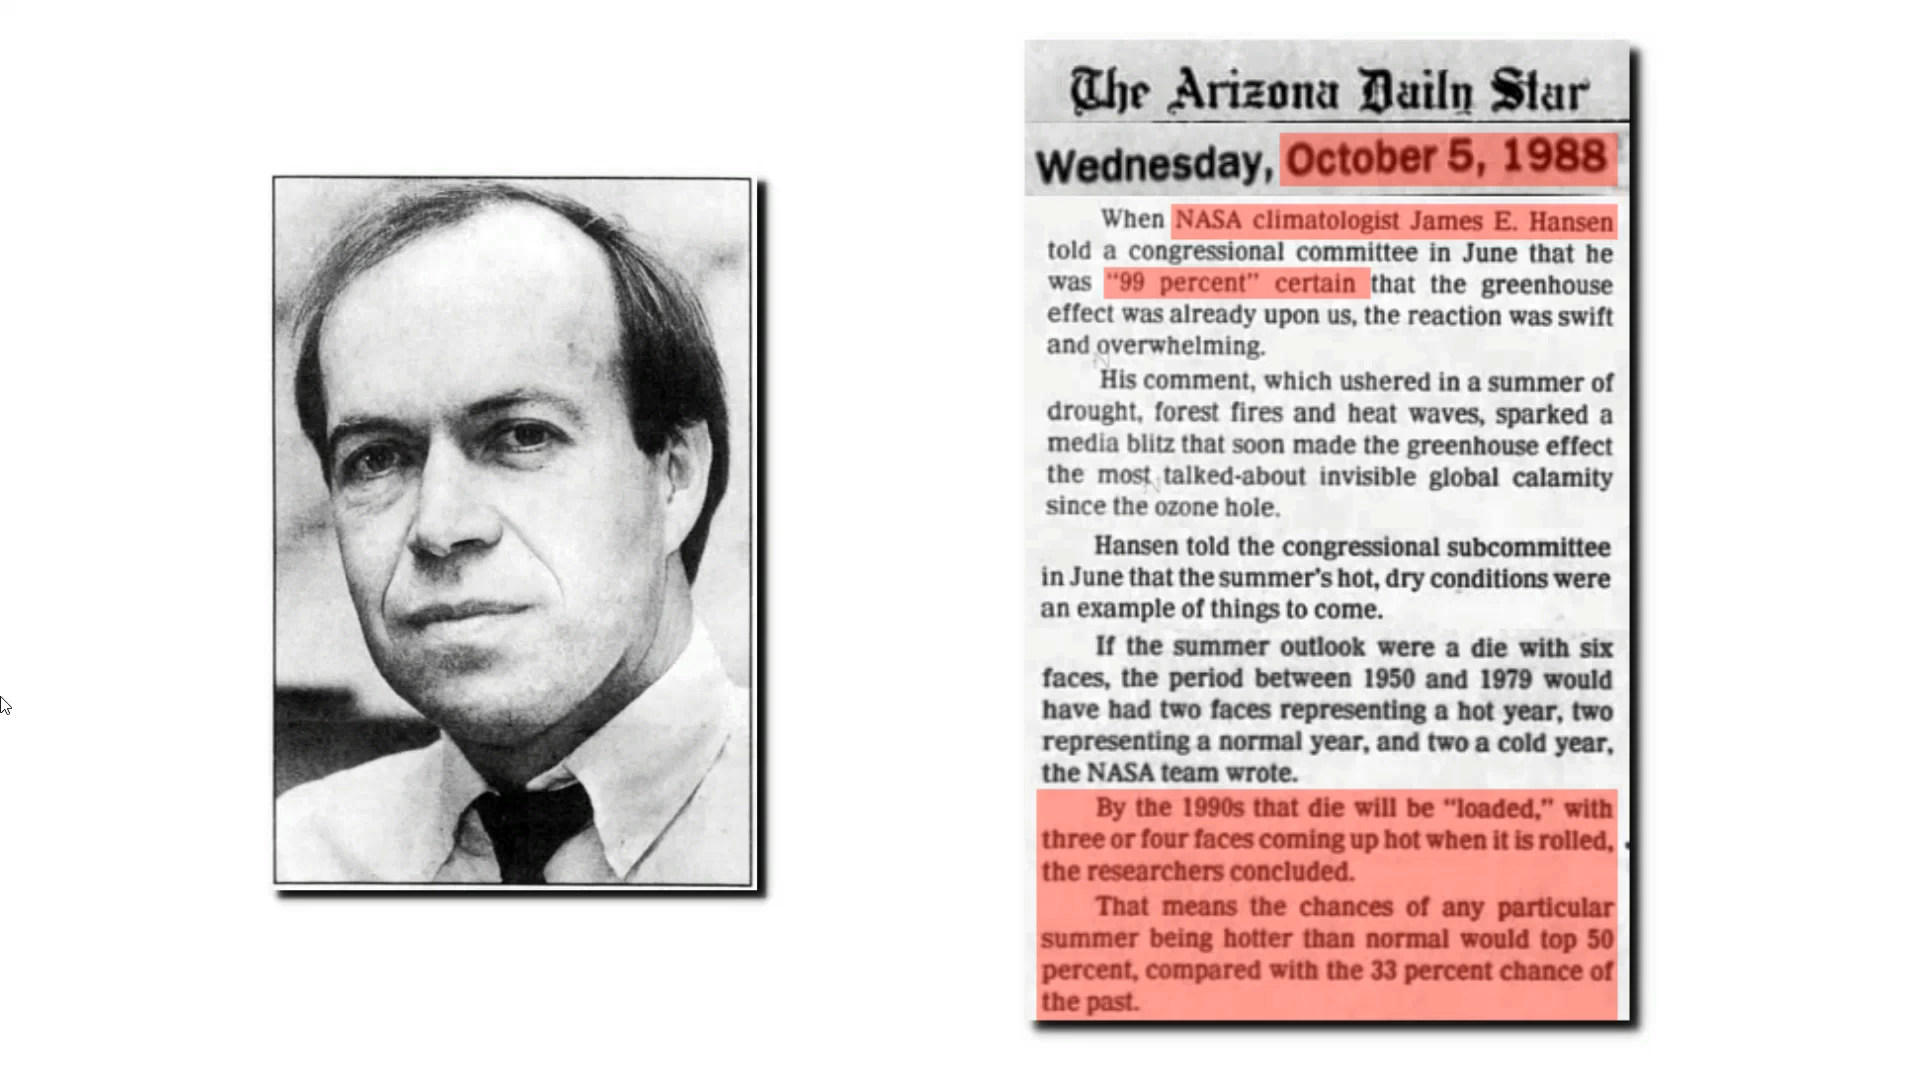 The Arizona Daily Star
Wednesday, October 5, 1988
When NASA climatologist James E. Hansen
told a congressional committee in June that he
was “99 percent” certain that the greenhouse
effect was already upon us, the reaction was swift
and overwhelming.
His comment, which ushered in a summer of
drought, forest fires and heat waves, sparked a
media blitz that soon made the greenhouse effect
the most talked-about invisible global calamity
since the ozone hole.
Hansen told the congressional subcommittee
in June that the summer’s hot, dry conditions were
an example of things to come.
If the summer outlook were a die with six
faces, the period between 1950 and 1979 would
have had two faces representing a hot year, two
representing a normal year, and two a cold year,
the NASA team wrote.
By the 1990s that die will be “loaded,” with
three or four faces coming up hot when it is rolled,
the researchers concluded.
That means the chances of any particular
summer being hotter than normal would top 50
percent, compared with the 33 percent chance of
the past.